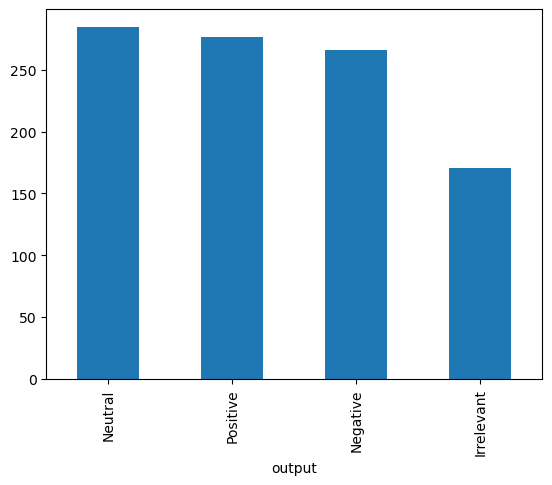 250
200
150
100
50
0
Neutral
Positive
Negative
Irrelevant
output